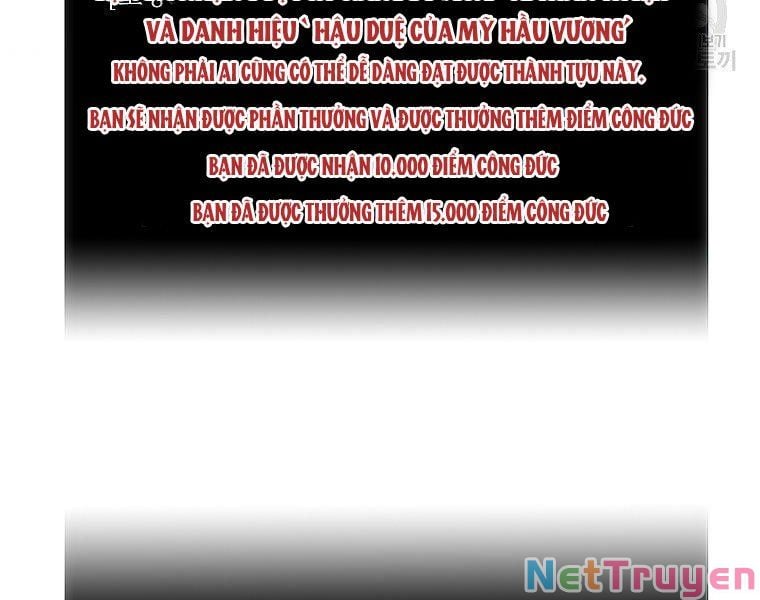 VÀ DANH HIỆU ` HẬU DUỆ CỦA MỸ HẦU VƯƠNG ´
KHÔNG PHẢI AI CŨNG CÓ THỂ DỄ DÀNG ĐẠT ĐƯỢC THÀNH TỰU NÀY.
BẠN SẼ NHẬN ĐƯỢC PHẦN THƯỞNG VÀ ĐƯỢC THƯỞNG THÊM ĐIỂM CÔNG ĐỨC
BẠN ĐÃ ĐƯỢC NHẬN 10.000 ĐIỂM CÔNG ĐỨC
BẠN ĐÃ ĐƯỢC THƯỞNG THÊM 15.000 ĐIỂM CÔNG ĐỨC
NetTruyen